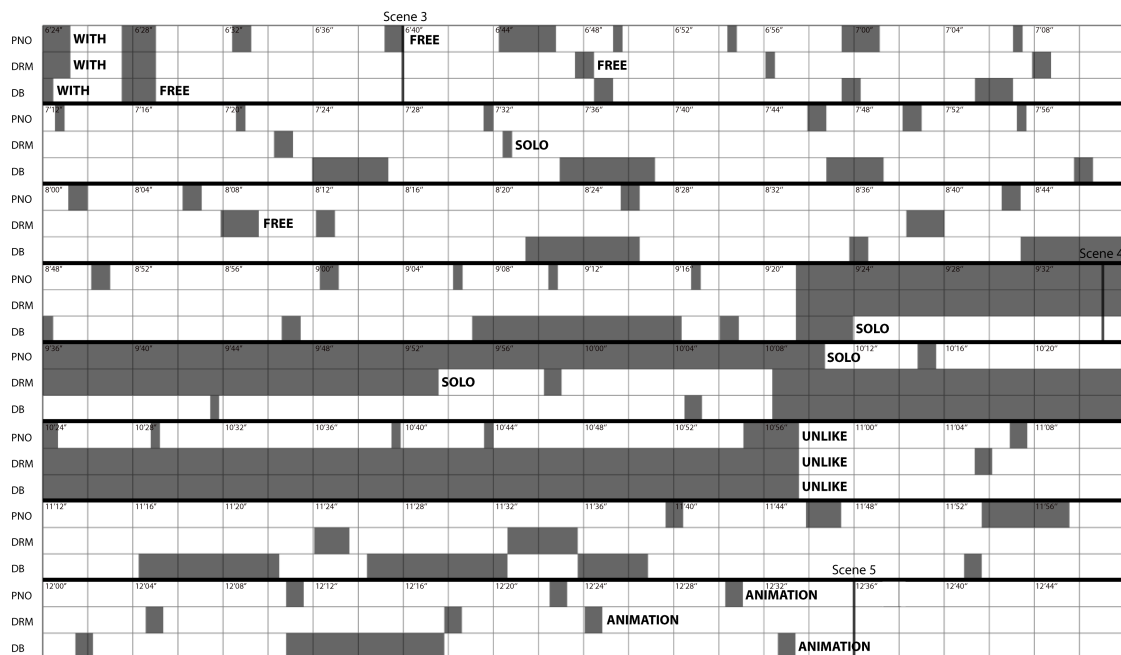 Scene 3
6'24" 6'28" 6'32" 6'36" 6'40" 6'44" 6'48" 6'52" 6'56" 7'00" 7'04" 7'08"
PNO WITH FREE
DRM WITH FREE
DB WITH FREE
7'12" 7'16" 7'20" 7'24" 7'28" 7'32" 7'36" 7'40" 7'44" 7'48" 7'52" 7'56"
PNO
DRM SOLO
DB
8'00" 8'04" 8'08" 8'12" 8'16" 8'20" 8'24" 8'28" 8'32" 8'36" 8'40" 8'44"
PNO
DRM FREE
DB
Scene 4
8'48" 8'52" 8'56" 9'00" 9'04" 9'08" 9'12" 9'16" 9'20" 9'24" 9'28" 9'32"
PNO
DRM
DB SOLO
9'36" 9'40" 9'44" 9'48" 9'52" 9'56" 10'00" 10'04" 10'08" 10'12" 10'16" 10'20"
PNO SOLO
DRM SOLO
DB
10'24" 10'28" 10'32" 10'36" 10'40" 10'44" 10'48" 10'52" 10'56" 11'00" 11'04" 11'08"
PNO UNLIKE
DRM UNLIKE
DB UNLIKE
11'12" 11'16" 11'20" 11'24" 11'28" 11'32" 11'36" 11'40" 11'44" 11'48" 11'52" 11'56"
PNO
DRM
DB
Scene 5
12'00" 12'04" 12'08" 12'12" 12'16" 12'20" 12'24" 12'28" 12'32" 12'36" 12'40" 12'44"
PNO ANIMATION
DRM ANIMATION
DB ANIMATION